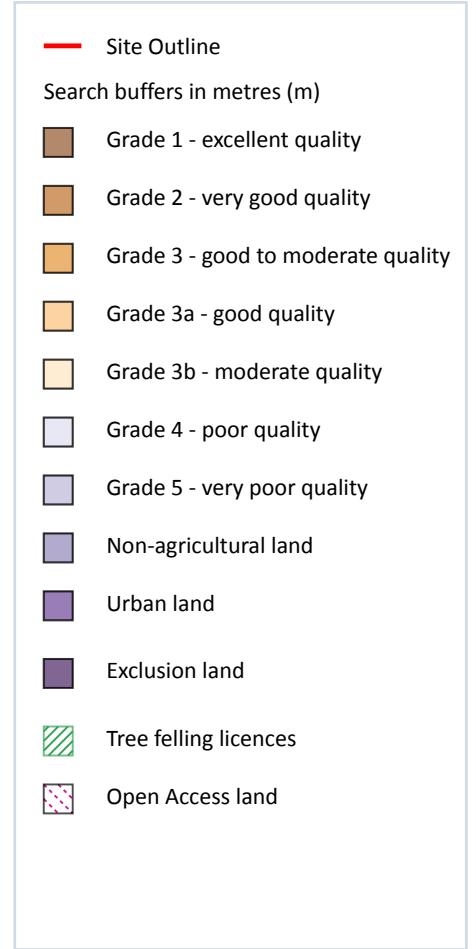 Site Outline
Search buffers in metres (m)
Grade 1 - excellent quality
Grade 2 - very good quality
Grade 3 - good to moderate quality
Grade 3a - good quality
Grade 3b - moderate quality
Grade 4 - poor quality
Grade 5 - very poor quality
Non-agricultural land
Urban land
Exclusion land
Tree felling licences
Open Access land